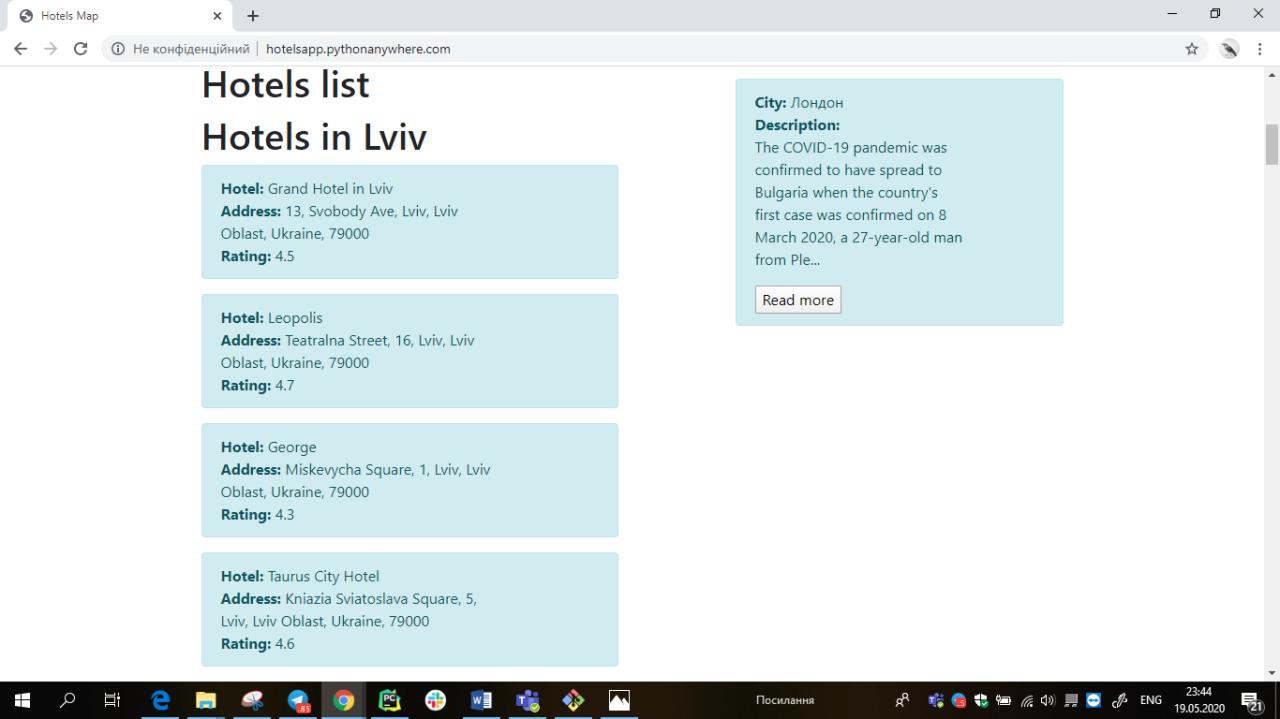 Hotels Map
Не конфіденційний
hotelsapp.pythonanywhere.com
Hotels list
Hotels in Lviv
Hotel: Grand Hotel in Lviv
Address: 13, Svobody Ave, Lviv, Lviv
Oblast, Ukraine, 79000
Rating: 4.5
Hotel: Leopolis
Address: Teatralna Street, 16, Lviv, Lviv
Oblast, Ukraine, 79000
Rating: 4.7
Hotel: George
Address: Miskevycha Square, 1, Lviv, Lviv
Oblast, Ukraine, 79000
Rating: 4.3
Hotel: Taurus City Hotel
Address: Kniazia Sviatoslava Square, 5,
Lviv, Lviv Oblast, Ukraine, 79000
Rating: 4.6
City: Лондон
Description:
The COVID-19 pandemic was
confirmed to have spread to
Bulgaria when the country's
first case was confirmed on 8
March 2020, a 27-year-old man
from Ple...
Read more
Посилання
ENG
23:44
19.05.2020
21